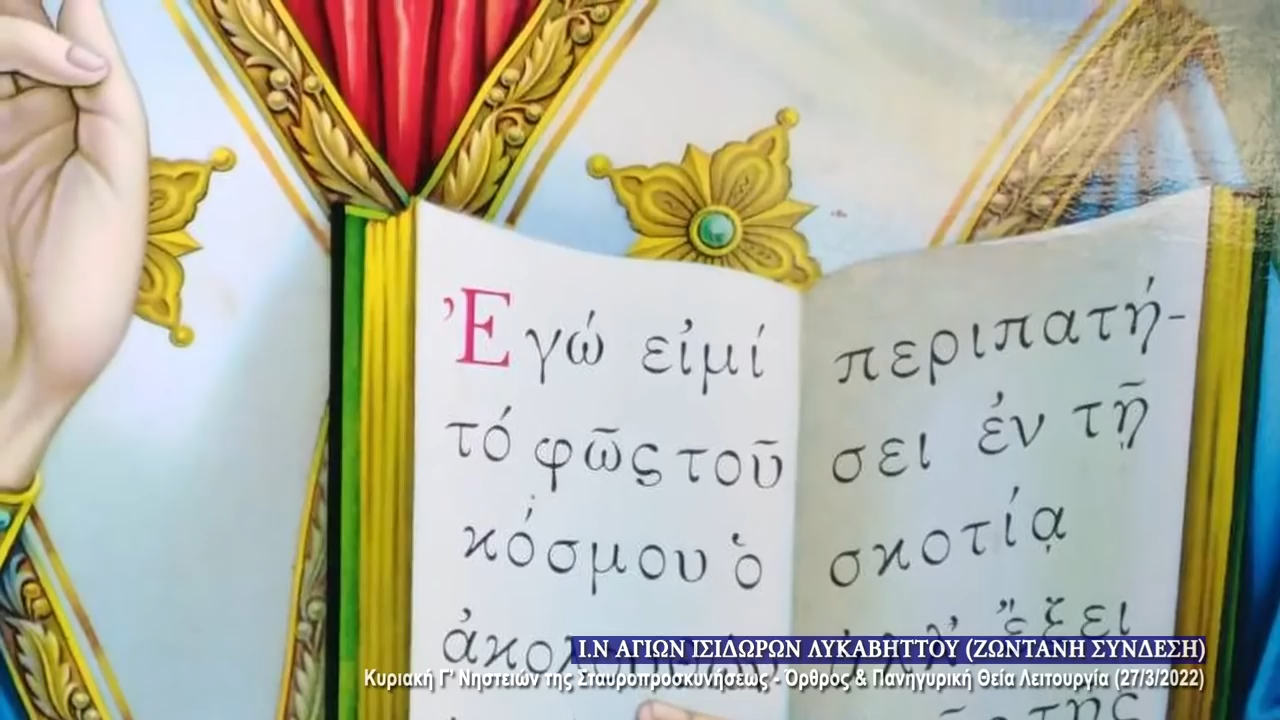 Ἐγώ εἰμί
τό φῶς τοῦ
κόσμου ὁ
περιπατή-
σει ἐν τῇ
σκοτίᾳ
ἕξει
Ι.Ν ΑΓΙΩΝ ΙΣΙΔΩΡΩΝ ΛΥΚΑΒΗΤΤΟΥ (ΖΩΝΤΑΝΗ ΣΥΝΔΕΣΗ)
Κυριακή Γ' Νηστειών της Σταυροπροσκυνήσεως - Όρθρος & Πανηγυρική Θεία Λειτουργία (27/3/2022)